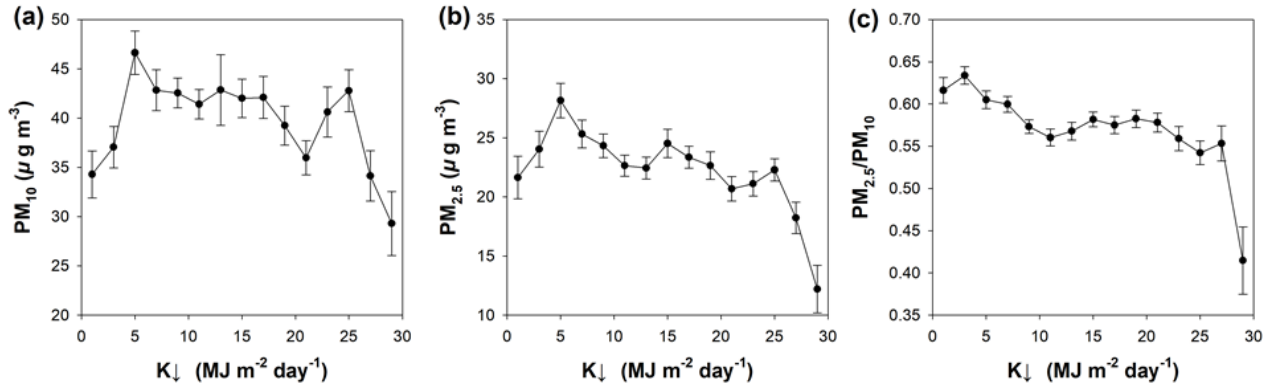 (a)
50
45
40
35
30
25
20
PM10 (µ g m-3)
0 5 10 15 20 25 30
K↓ (MJ m-2 day-1)
(b)
35
30
25
20
15
10
PM2.5 (µ g m-3)
0 5 10 15 20 25 30
K↓ (MJ m-2 day-1)
(c)
0.70
0.65
0.60
0.55
0.50
0.45
0.40
0.35
PM2.5/PM10
0 5 10 15 20 25 30
K↓ (MJ m-2 day-1)